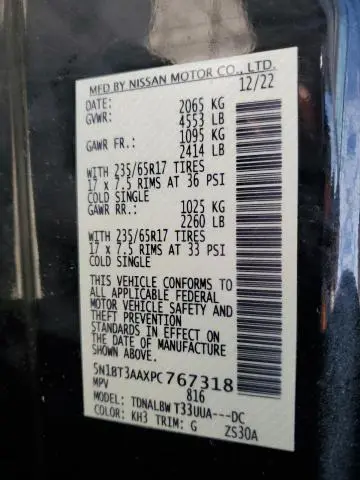 MFD BY NISSAN MOTOR CO., LTD.
DATE: 12/22
GVWR: 2065 KG
4553 LB
GAWR FR.: 1095 KG
2414 LB
WITH 235/65R17 TIRES
17 x 7.5 RIMS AT 36 PSI
COLD SINGLE
GAWR RR.: 1025 KG
2260 LB
WITH 235/65R17 TIRES
17 x 7.5 RIMS AT 33 PSI
COLD SINGLE
THIS VEHICLE CONFORMS TO
ALL APPLICABLE FEDERAL
MOTOR VEHICLE SAFETY AND
THEFT PREVENTION
STANDARDS IN EFFECT ON
THE DATE OF MANUFACTURE
SHOWN ABOVE.
5N1BT3AAXPC767318
MPV 816
MODEL: TDNALBW T33UUA---DC
COLOR: KH3 TRIM: G ZS30A